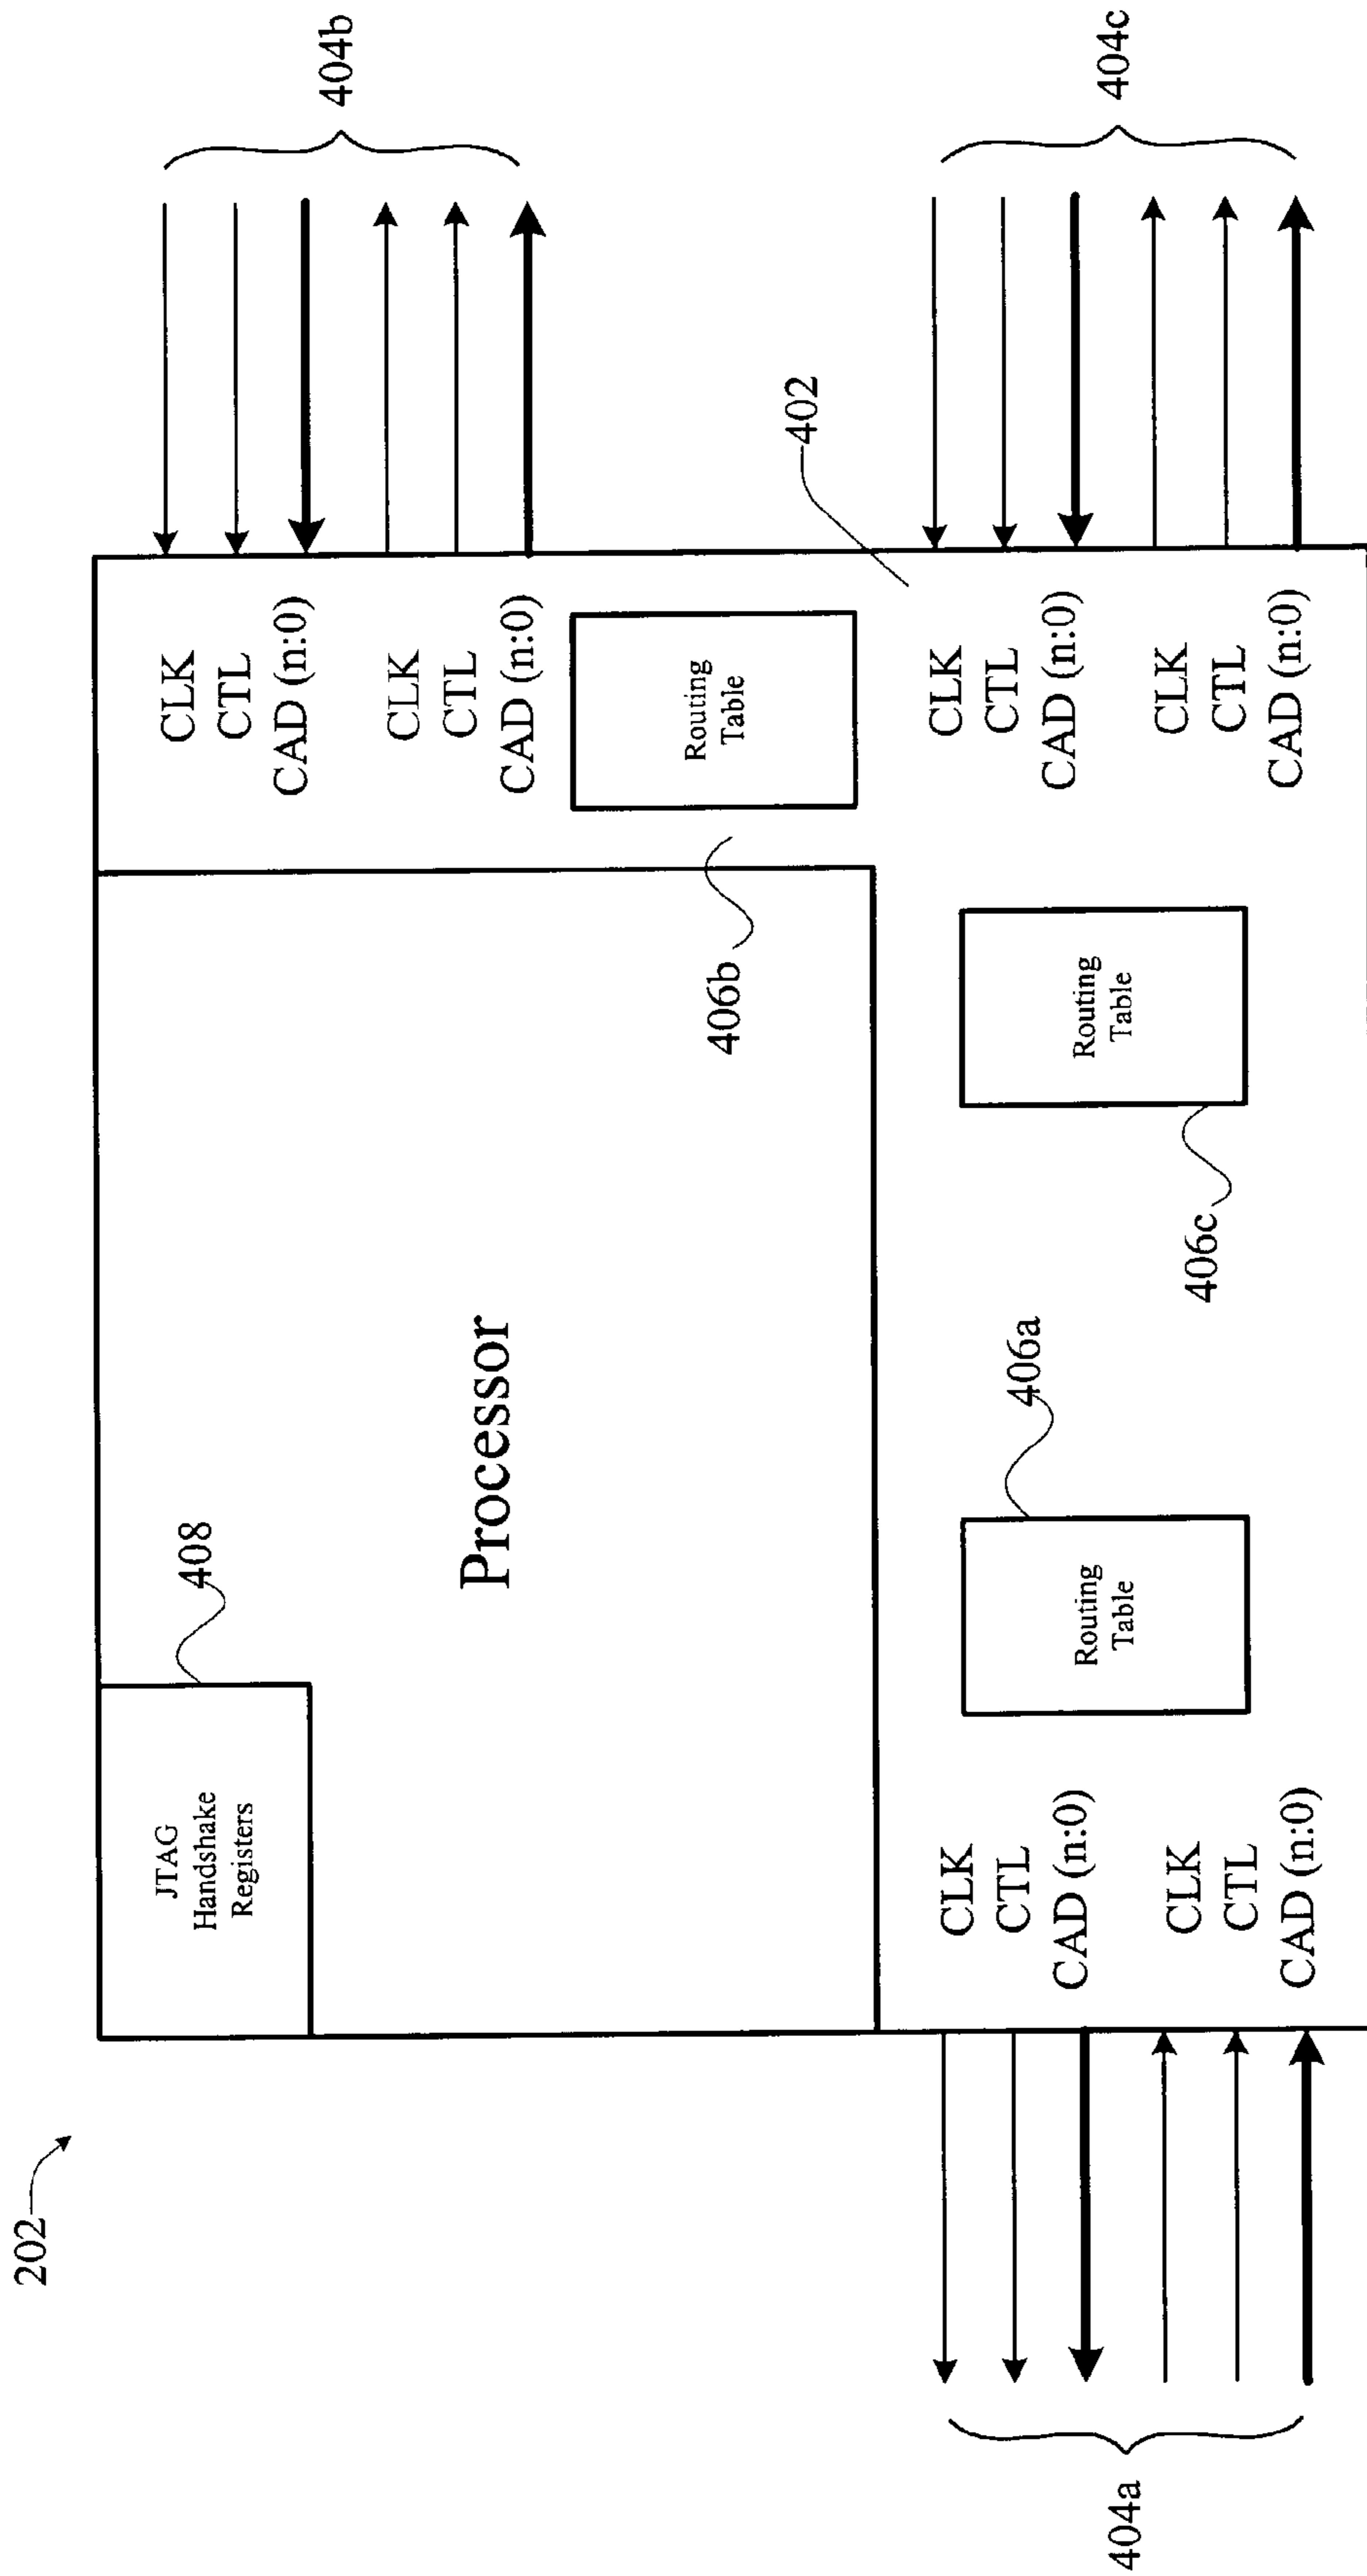 202
JTAG
Handshake
Registers
408
Processor
CLK
CTL
CAD (n:0)
CLK
CTL
CAD (n:0)
404b
Routing
Table
406b
402
CLK
CTL
CAD (n:0)
CLK
CTL
CAD (n:0)
404a
Routing
Table
406a
Routing
Table
406c
CLK
CTL
CAD (n:0)
CLK
CTL
CAD (n:0)
404c